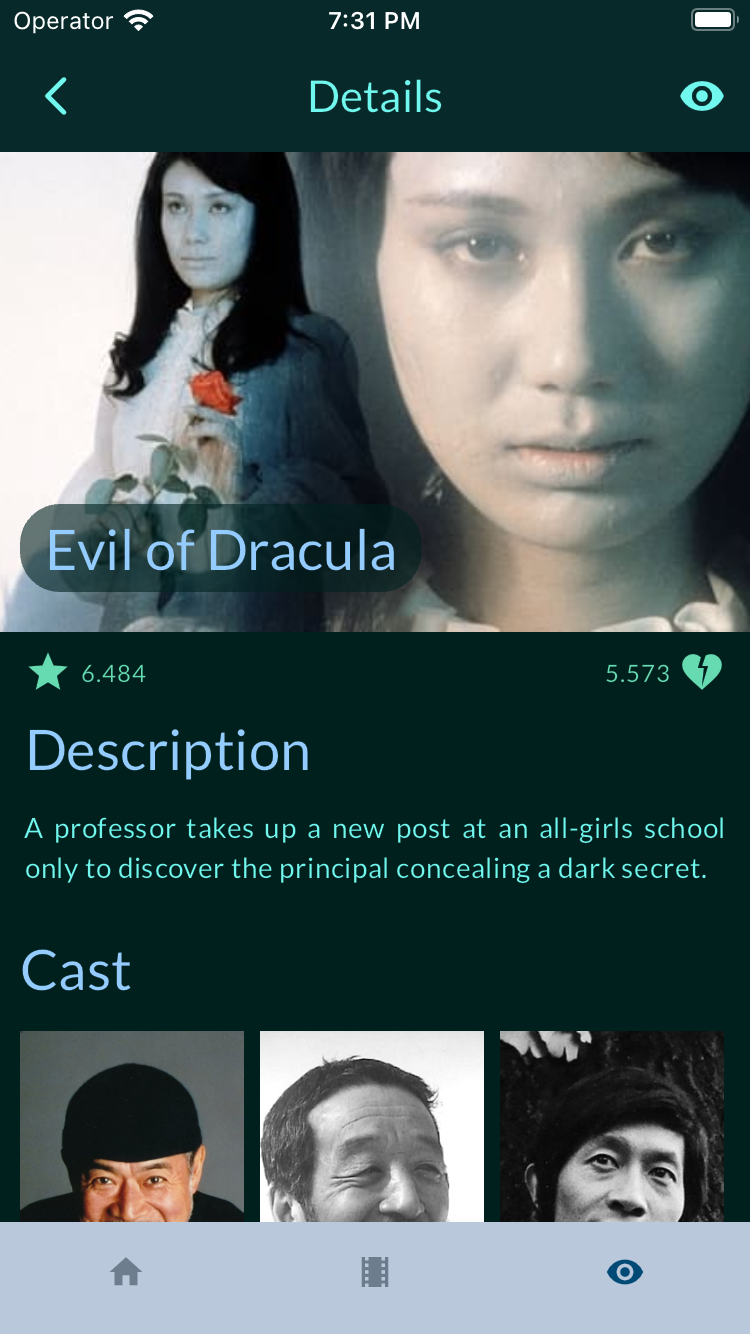 Operator 7:31 PM
Details
Evil of Dracula
6.484 5.573
Description
A professor takes up a new post at an all-girls school
only to discover the principal concealing a dark secret.
Cast